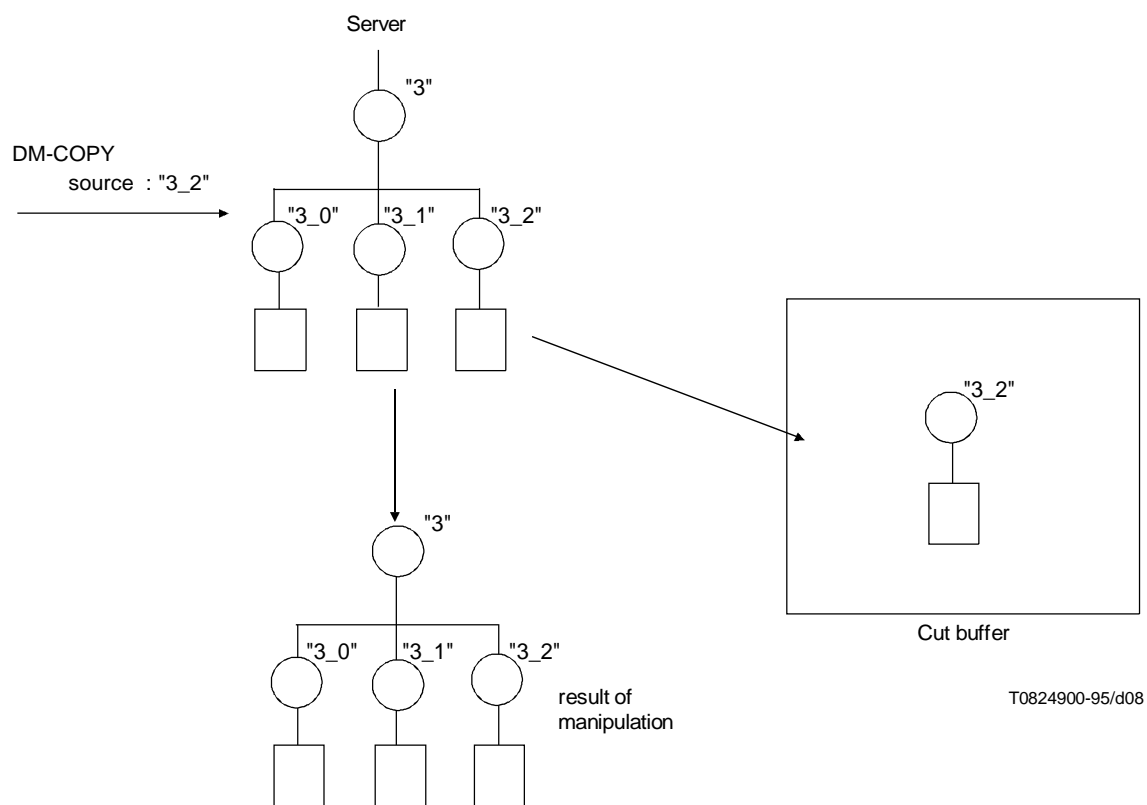 Server
"3"
DM-COPY
source : "3_2"
"3_0"
"3_1"
"3_2"
"3_2"
Cut buffer
"3"
"3_0"
"3_1"
"3_2"
result of
manipulation
T0824900-95/d08